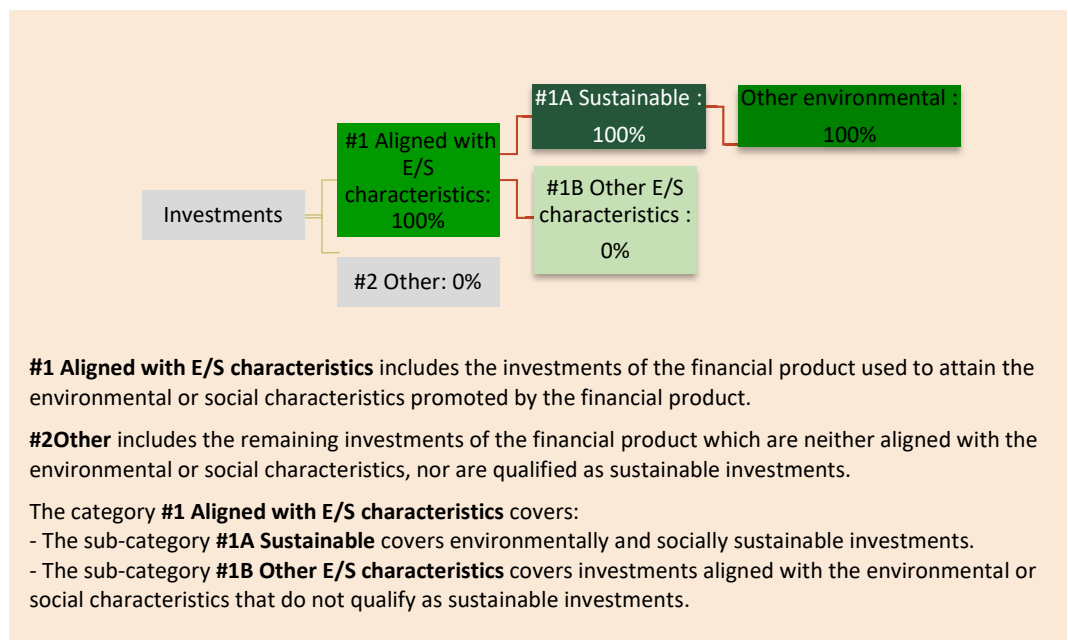 Investments
#1 Aligned with
E/S
characteristics:
100%
#2 Other: 0%
#1A Sustainable :
100%
#1B Other E/S
characteristics :
0%
Other environmental :
100%
#1 Aligned with E/S characteristics includes the investments of the financial product used to attain the
environmental or social characteristics promoted by the financial product.
#2Other includes the remaining investments of the financial product which are neither aligned with the
environmental or social characteristics, nor are qualified as sustainable investments.
The category #1 Aligned with E/S characteristics covers:
- The sub-category #1A Sustainable covers environmentally and socially sustainable investments.
- The sub-category #1B Other E/S characteristics covers investments aligned with the environmental or
social characteristics that do not qualify as sustainable investments.